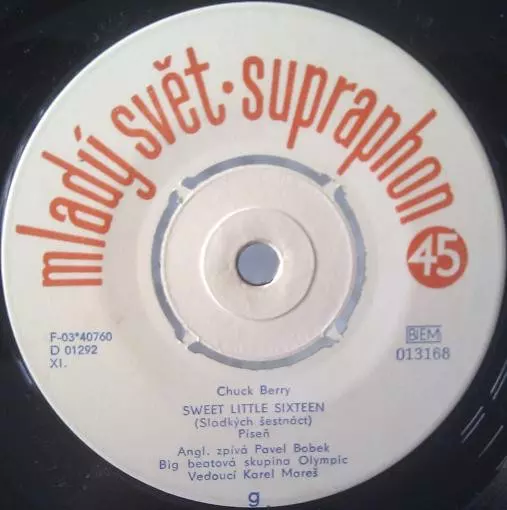 mladý svět · supraphon
45
F-03*40760
D 01292
XI.
BIEM
013168
Chuck Berry
SWEET LITTLE SIXTEEN
(Sladkých šestnáct)
Píseň
Angl. zpívá Pavel Bobek
Big beatová skupina Olympic
Vedoucí Karel Mareš
g